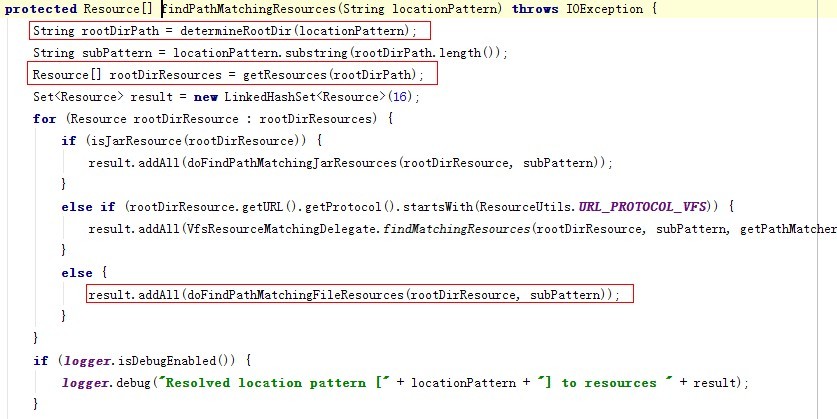 protected Resource[] findPathMatchingResources(String locationPattern) throws IOException {
String rootDirPath = determineRootDir(locationPattern);
String subPattern = locationPattern.substring(rootDirPath.length());
Resource[] rootDirResources = getResources(rootDirPath);
Set<Resource> result = new LinkedHashSet<Resource>(16);
for (Resource rootDirResource : rootDirResources) {
if (isJarResource(rootDirResource)) {
result.addAll(doFindPathMatchingJarResources(rootDirResource, subPattern));
}
else if (rootDirResource.getURL().getProtocol().startsWith(ResourceUtils.URL_PROTOCOL_VFS)) {
result.addAll(VfsResourceMatchingDelegate.findMatchingResources(rootDirResource, subPattern, getPathMatcher
}
else {
result.addAll(doFindPathMatchingFileResources(rootDirResource, subPattern));
}
}
if (logger.isDebugEnabled()) {
logger.debug("Resolved location pattern [" + locationPattern + "] to resources " + result);
}